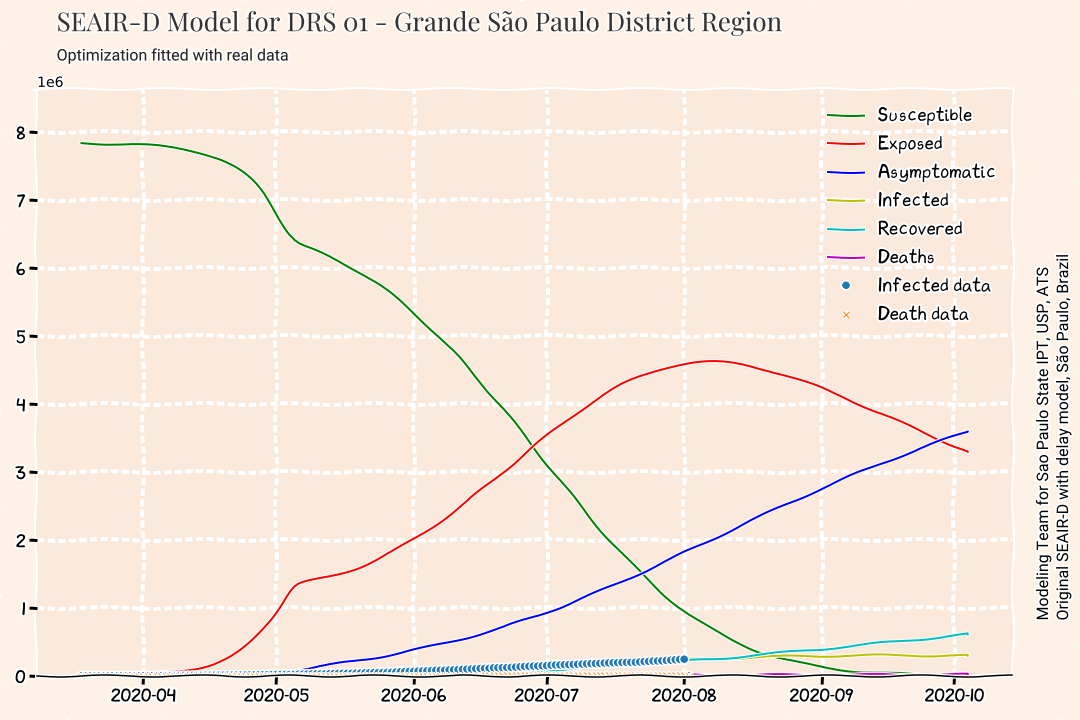 SEAIR-D Model for DRS 01 - Grande São Paulo District Region
Optimization fitted with real data
1e6
8
7
6
5
4
3
2
1
0
2020-04 2020-05 2020-06 2020-07 2020-08 2020-09 2020-10
Susceptible
Exposed
Asymptomatic
Infected
Recovered
Deaths
Infected data
Death data
Modeling Team for Sao Paulo State IPT, USP, ATS
Original SEAIR-D with delay model, São Paulo, Brazil